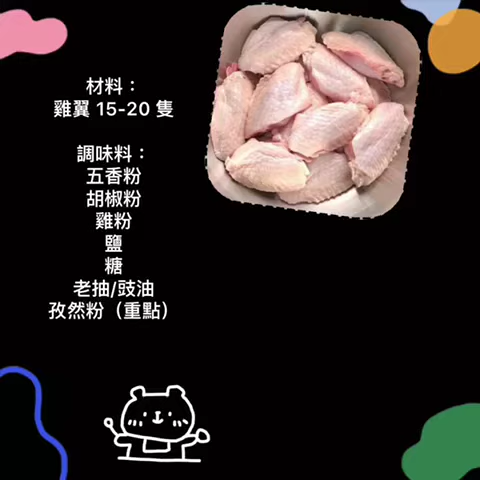 材料：
雞翼 15-20 隻
調味料：
五香粉
胡椒粉
雞粉
鹽
糖
老抽/豉油
孜然粉（重點）